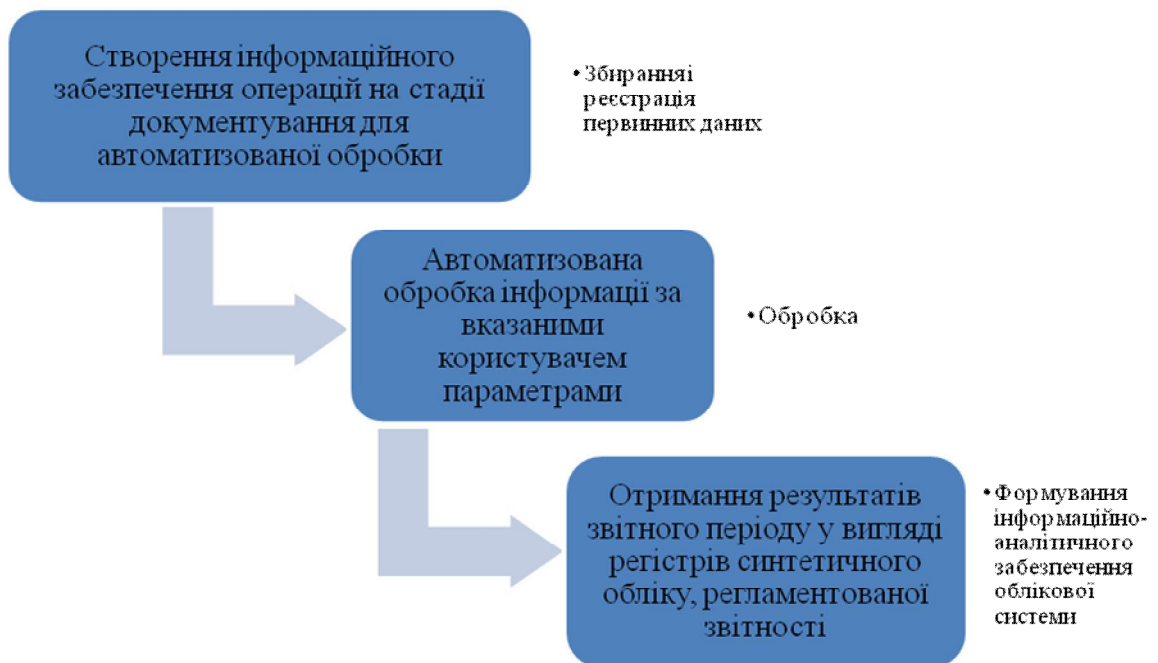 Створення інформаційного
забезпечення операцій на стадії
документування для
автоматизованої обробки
• Збиранняі
реєстрація
первинних даних
Автоматизована
обробка інформації за
вказаними
користувачем
параметрами
• Обробка
Отримання результатів
звітного періоду у вигляді
регістрів синтетичного
обліку, регламентованої
звітності
• Формування
інформаційно-
аналітичного
забезпечення
облікової
системи